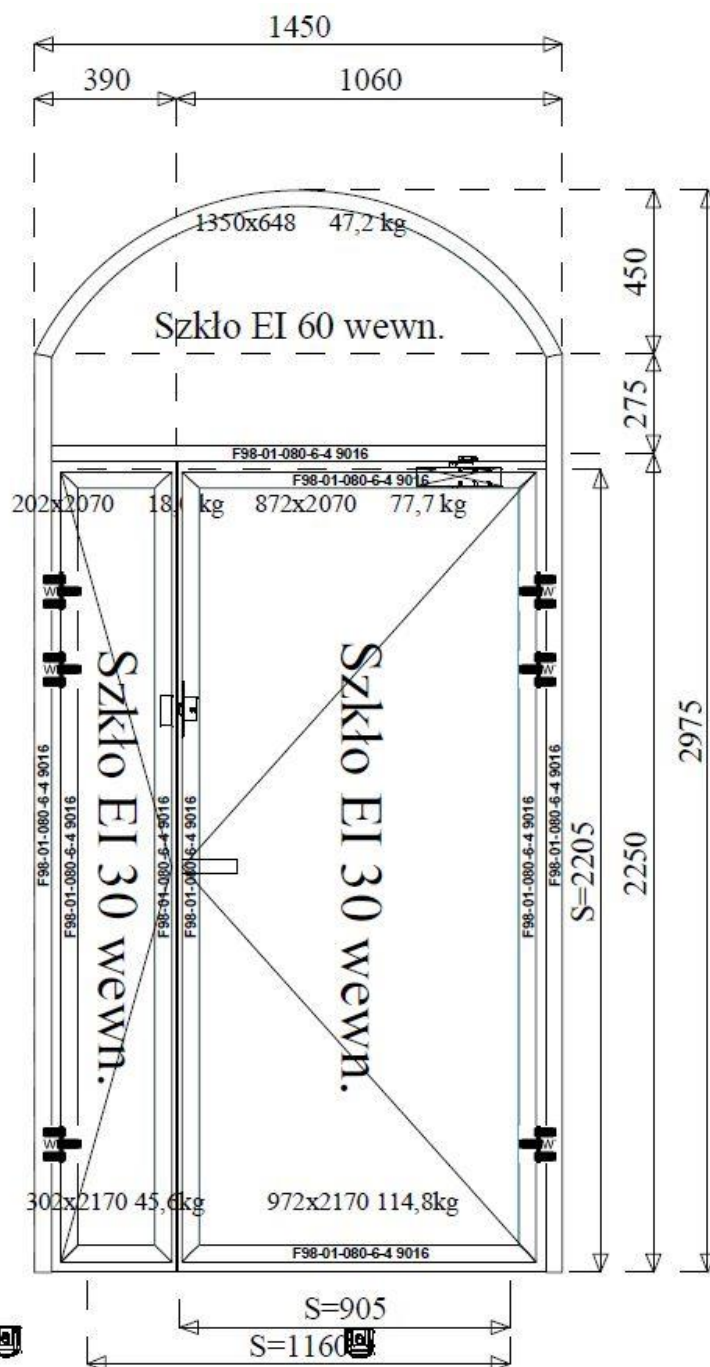 1450
390 1060
1350x648 47,2 kg
450
Szkło EI 60 wewn.
275
F98-01-080-6-4 9016
F98-01-080-6-4 9016
202x2070 kg 872x2070 77,7 kg
W W
W W
Szkło EI 30 wewn.
Szkło EI 30 wewn.
F98-01-080-6-4 9016
F98-01-080-6-4 9016
F98-01-080-6-4 9016
F98-01-080-6-4 9016
F98-01-080-6-4 9016
F98-01-080-6-4 9016
S=2205
2250
2975
W W
302x2170 45,6kg 972x2170 114,8kg
F98-01-080-6-4 9016
S=905
S=1160